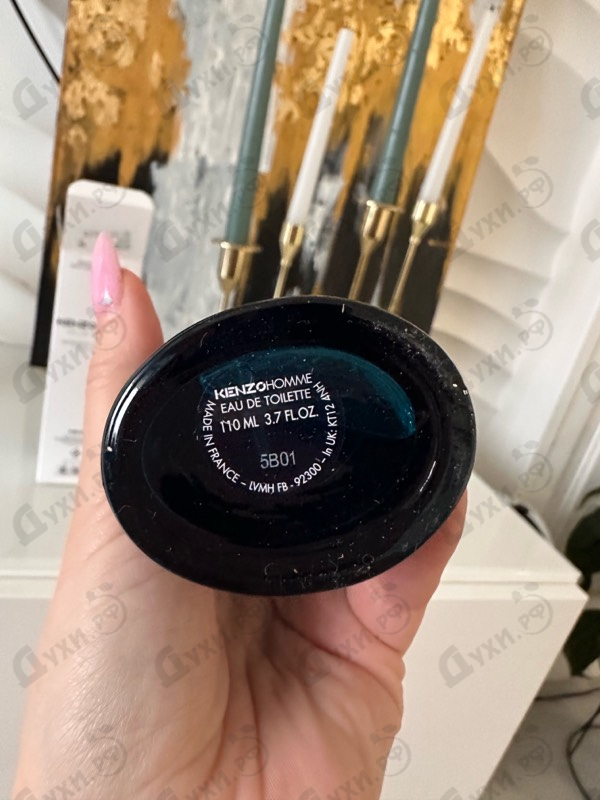 KENZOHOMME
EAU DE TOILETTE
110 ML 3.7 FL.OZ.
5B01
MADE IN FRANCE – LVMH FB - 92300 – In UK: KT12 4NH
ДУХИ.РФ